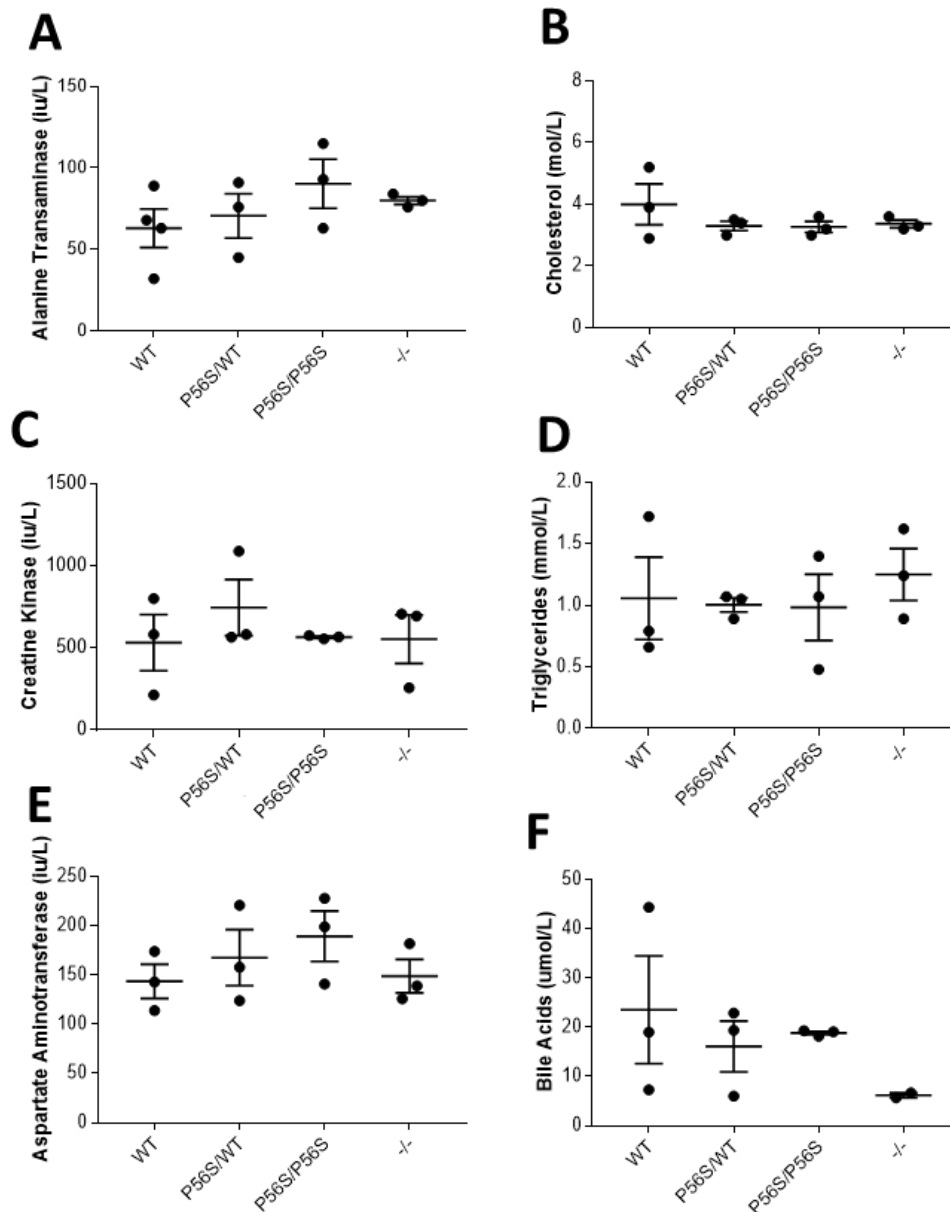 A
Alanine Transaminase (iu/L)
150
100
50
0
WT
P56S/WT
P56S/P56S
-/-
B
Cholesterol (mol/L)
8
6
4
2
0
WT
P56S/WT
P56S/P56S
-/-
C
Creatine Kinase (iu/L)
1500
1000
500
0
WT
P56S/WT
P56S/P56S
-/-
D
Triglycerides (mmol/L)
2.0
1.5
1.0
0.5
0.0
WT
P56S/WT
P56S/P56S
-/-
E
Aspartate Aminotransferase (iu/L)
250
200
150
100
50
0
WT
P56S/WT
P56S/P56S
-/-
F
Bile Acids (umol/L)
50
40
30
20
10
0
WT
P56S/WT
P56S/P56S
-/-